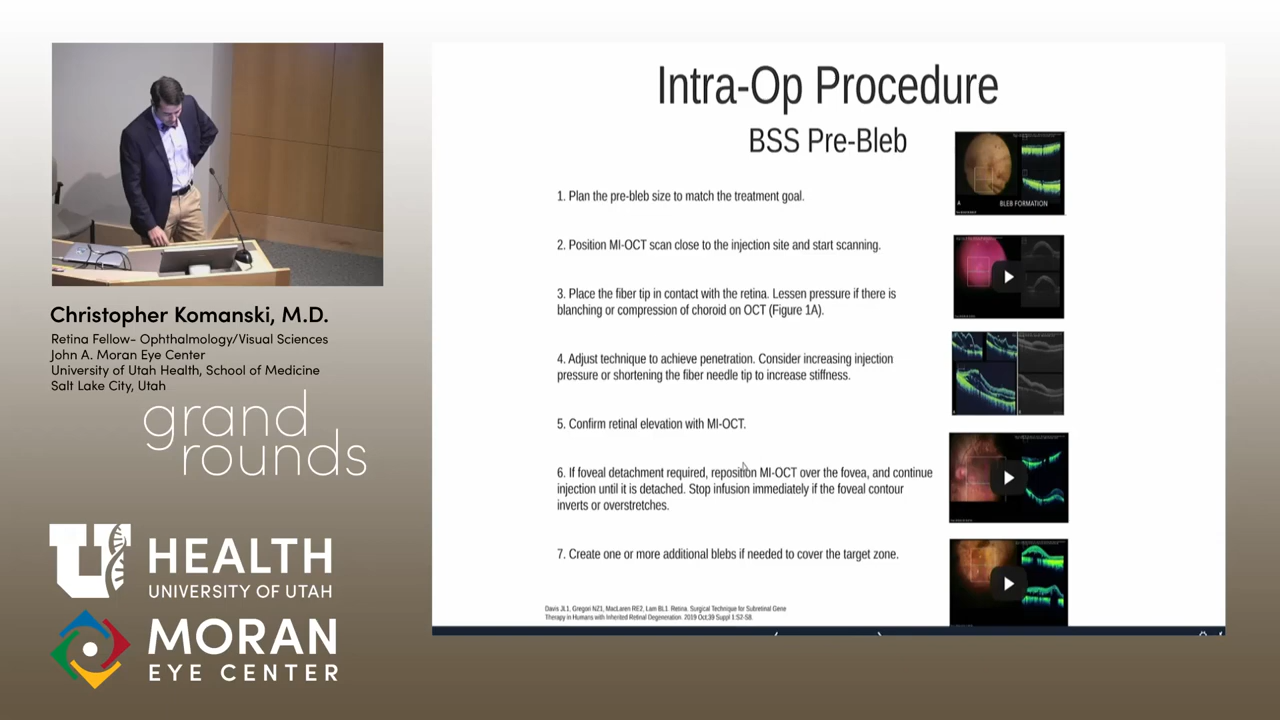 Intra-Op Procedure
BSS Pre-Bleb
1. Plan the pre-bleb size to match the treatment goal.
2. Position MI-OCT scan close to the injection site and start scanning.
3. Place the fiber tip in contact with the retina. Lessen pressure if there is
blanching or compression of choroid on OCT (Figure 1A).
4. Adjust technique to achieve penetration. Consider increasing injection
pressure or shortening the fiber needle tip to increase stiffness.
5. Confirm retinal elevation with MI-OCT.
6. If foveal detachment required, reposition MI-OCT over the fovea, and continue
injection until it is detached. Stop infusion immediately if the foveal contour
inverts or overstretches.
7. Create one or more additional blebs if needed to cover the target zone.
Davis JL1, Gregori NZ1, MacLaren RE2, Lam BL1. Retina. Surgical Technique for Subretinal Gene
Therapy in Humans with Inherited Retinal Degeneration. 2019 Oct;39 Suppl 1:S2-S8.
A
BLEB FORMATION
Christopher Komanski, M.D.
Retina Fellow- Ophthalmology/Visual Sciences
John A. Moran Eye Center
University of Utah Health, School of Medicine
Salt Lake City, Utah
grand
rounds
U HEALTH
UNIVERSITY OF UTAH
MORAN
EYE CENTER